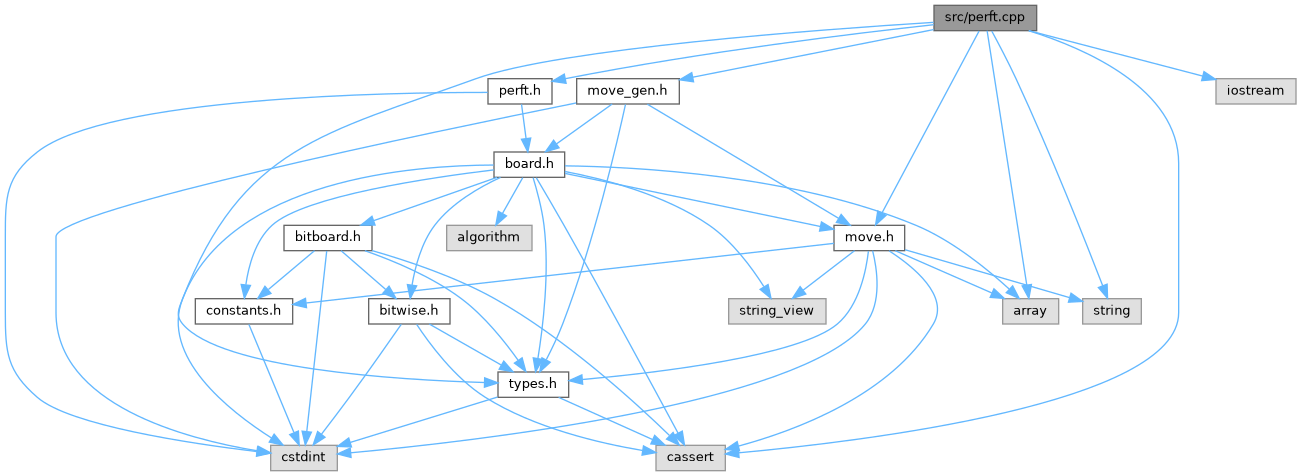 src/perft.cpp
perft.h
move_gen.h
iostream
board.h
bitboard.h
algorithm
move.h
constants.h
bitwise.h
string_view
array
string
types.h
cstdint
cassert